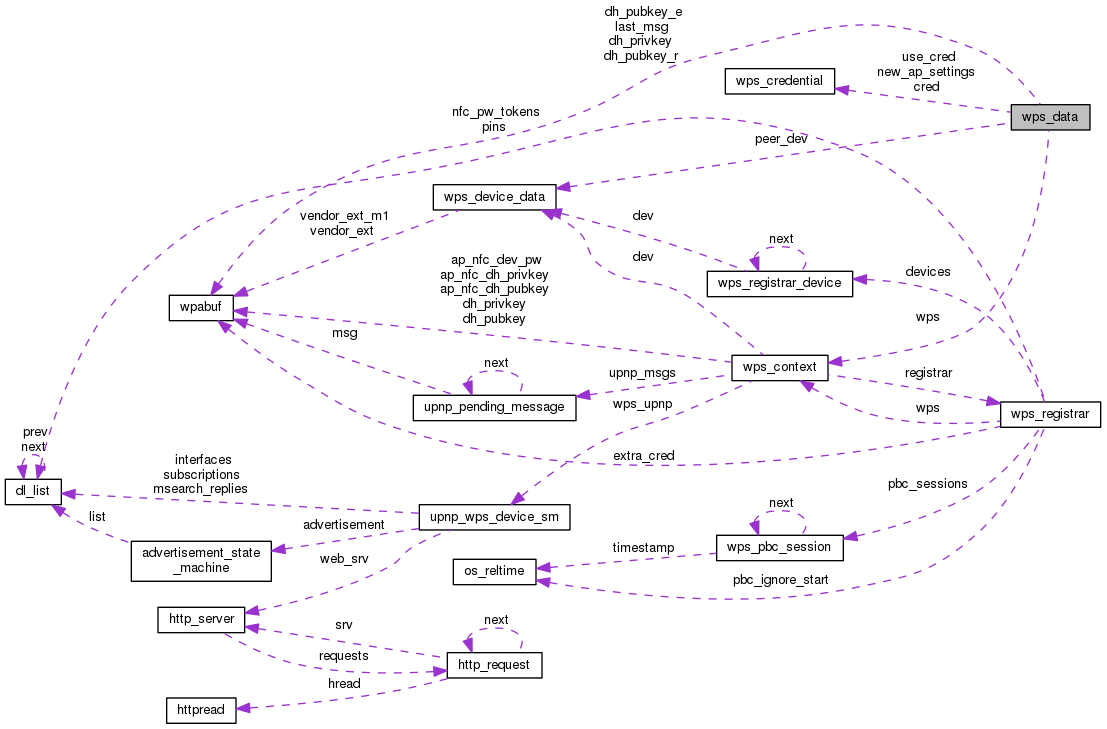 dh_pubkey_e
last_msg
dh_privkey
dh_pubkey_r
use_cred
new_ap_settings
cred
wps_credential
wps_data
nfc_pw_tokens
pins
peer_dev
wps_device_data
vendor_ext_m1
vendor_ext
dev
next
devices
wps_registrar_device
dev
ap_nfc_dev_pw
ap_nfc_dh_privkey
ap_nfc_dh_pubkey
dh_privkey
dh_pubkey
wpabuf
wps
msg
next
upnp_msgs
wps_context
registrar
upnp_pending_message
wps_upnp
wps
wps_registrar
prev
next
dl_list
interfaces
subscriptions
msearch_replies
extra_cred
pbc_sessions
list
upnp_wps_device_sm
next
advertisement
wps_pbc_session
advertisement_state
_machine
web_srv
timestamp
os_reltime
pbc_ignore_start
http_server
srv
next
requests
http_request
hread
httpread